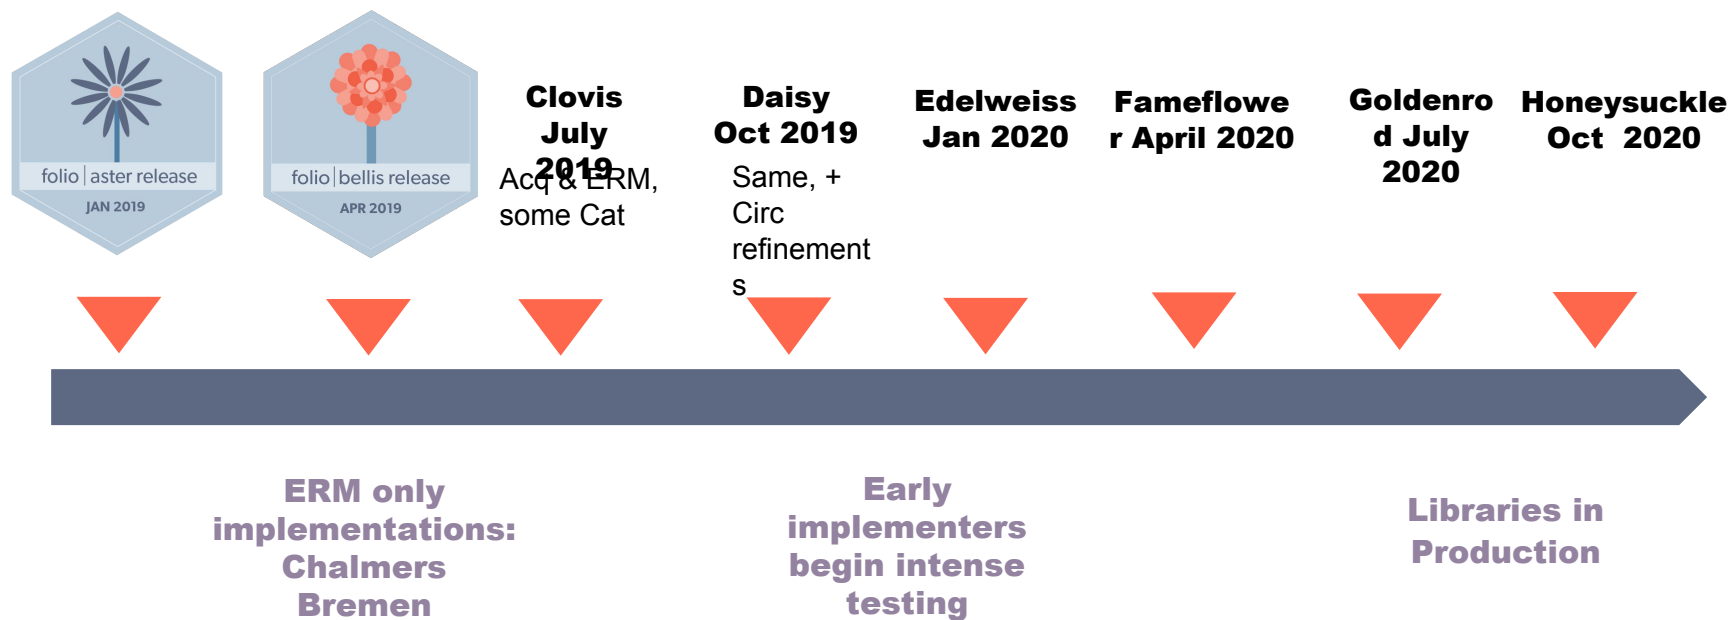 folio | aster release
JAN 2019
folio | bellis release
APR 2019
Clovis
July
2019
Acq & ERM,
some Cat
Daisy
Oct 2019
Same, +
Circ
refinement
s
Edelweiss
Jan 2020
Fameflowe
r April 2020
Goldenro
d July
2020
Honeysuckle
Oct 2020
ERM only
implementations:
Chalmers
Bremen
Early
implementers
begin intense
testing
Libraries in
Production